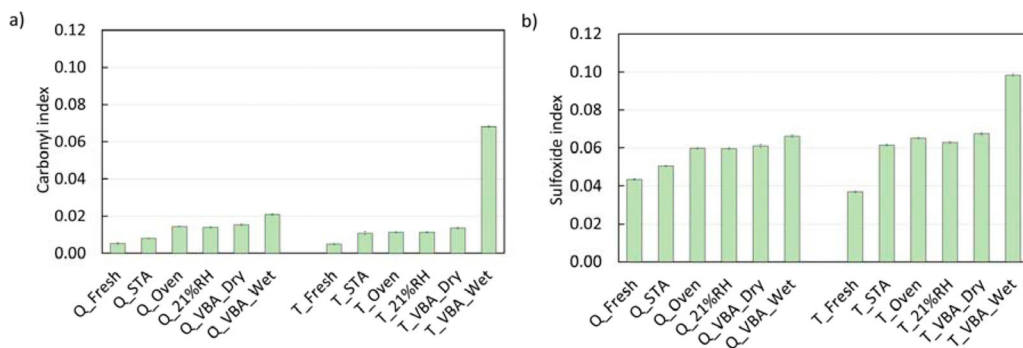 a)
Carbonyl index
0.12
0.10
0.08
0.06
0.04
0.02
0.00
Q_Fresh
Q_STA
Q_Oven
Q_21%RH
Q_VBA_Dry
Q_VBA_Wet
T_Fresh
T_STA
T_Oven
T_21%RH
T_VBA_Dry
T_VBA_Wet
b)
Sulfoxide index
0.12
0.10
0.08
0.06
0.04
0.02
0.00
Q_Fresh
Q_STA
Q_Oven
Q_21%RH
Q_VBA_Dry
Q_VBA_Wet
T_Fresh
T_STA
T_Oven
T_21%RH
T_VBA_Dry
T_VBA_Wet